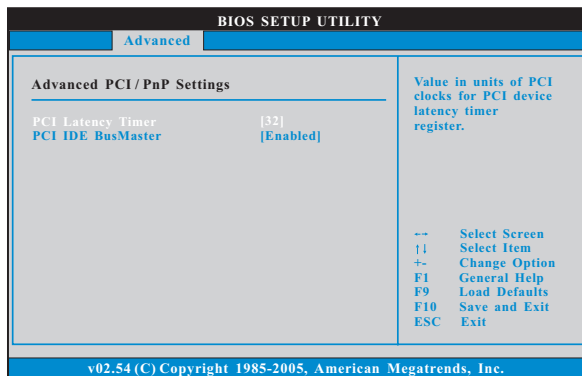 BIOS SETUP UTILITY
Advanced
Advanced PCI / PnP Settings
PCI Latency Timer [32]
PCI IDE BusMaster [Enabled]
Value in units of PCI
clocks for PCI device
latency timer
register.
←→ Select Screen
↑↓ Select Item
+- Change Option
F1 General Help
F9 Load Defaults
F10 Save and Exit
ESC Exit
v02.54 (C) Copyright 1985-2005, American Megatrends, Inc.